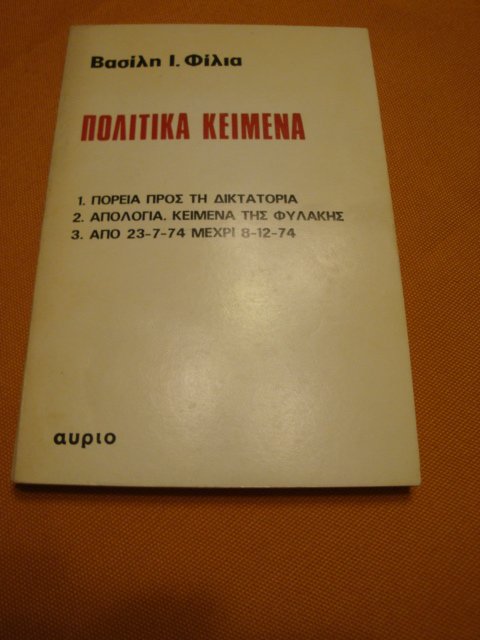 Βασίλη Ι. Φίλια
ΠΟΛΙΤΙΚΑ ΚΕΙΜΕΝΑ
1. ΠΟΡΕΙΑ ΠΡΟΣ ΤΗ ΔΙΚΤΑΤΟΡΙΑ
2. ΑΠΟΛΟΓΙΑ. ΚΕΙΜΕΝΑ ΤΗΣ ΦΥΛΑΚΗΣ
3. ΑΠΟ 23-7-74 ΜΕΧΡΙ 8-12-74
αυριο